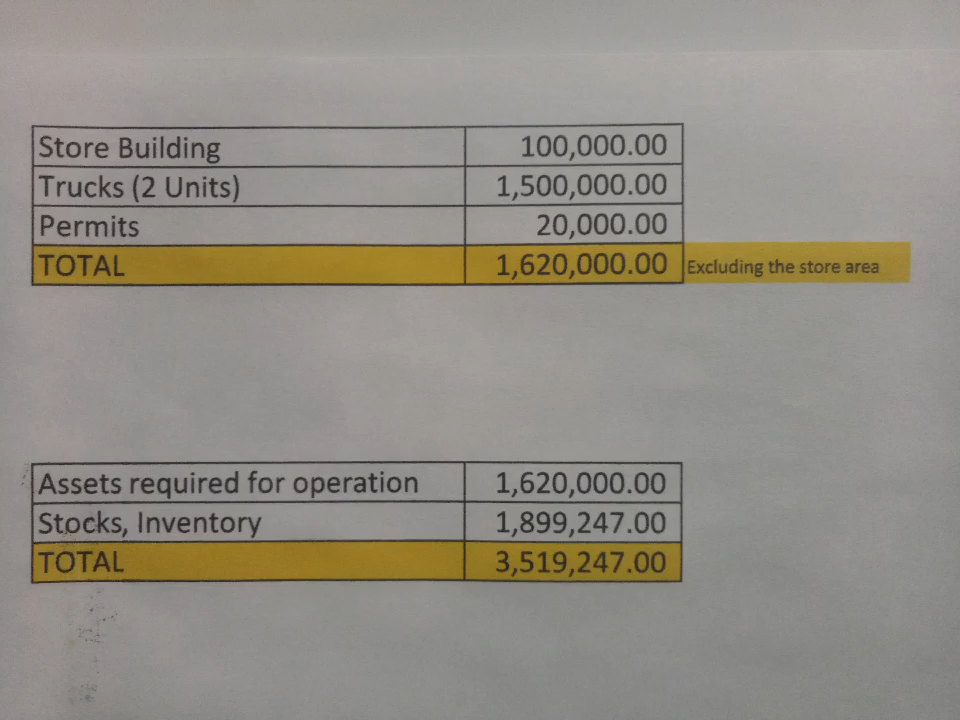 Store Building 100,000.00
Trucks (2 Units) 1,500,000.00
Permits 20,000.00
TOTAL 1,620,000.00 Excluding the store area
Assets required for operation 1,620,000.00
Stocks, Inventory 1,899,247.00
TOTAL 3,519,247.00